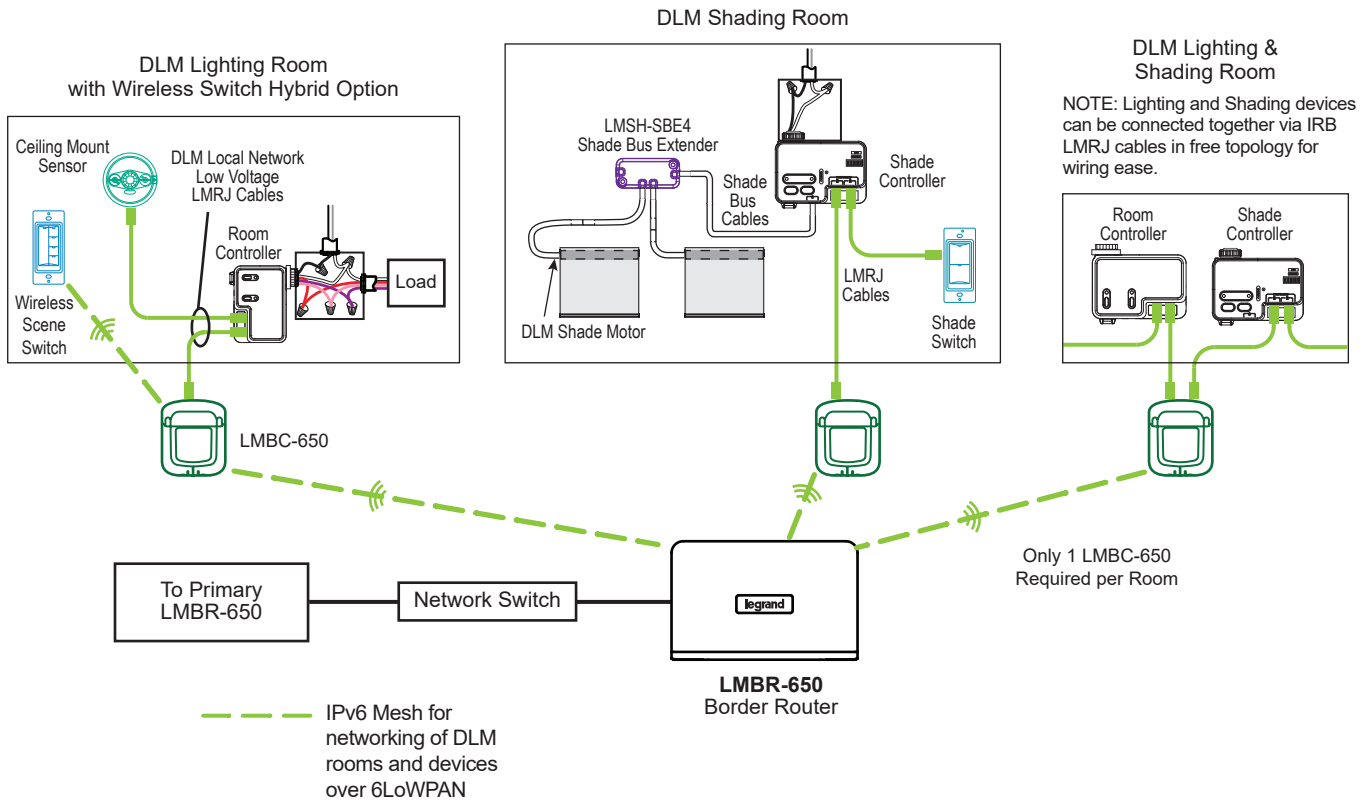 DLM Lighting Room
with Wireless Switch Hybrid Option
Ceiling Mount
Sensor
DLM Local Network
Low Voltage
LMRJ Cables
Room
Controller
Load
Wireless
Scene
Switch
LMBC-650
DLM Shading Room
LMSH-SBE4
Shade Bus Extender
Shade
Bus
Cables
Shade
Controller
LMRJ
Cables
DLM Shade Motor
Shade
Switch
DLM Lighting &
Shading Room
NOTE: Lighting and Shading devices
can be connected together via IRB
LMRJ cables in free topology for
wiring ease.
Room
Controller
Shade
Controller
Only 1 LMBC-650
Required per Room
To Primary
LMBR-650
Network Switch
legrand
LMBR-650
Border Router
IPv6 Mesh for
networking of DLM
rooms and devices
over 6LoWPAN